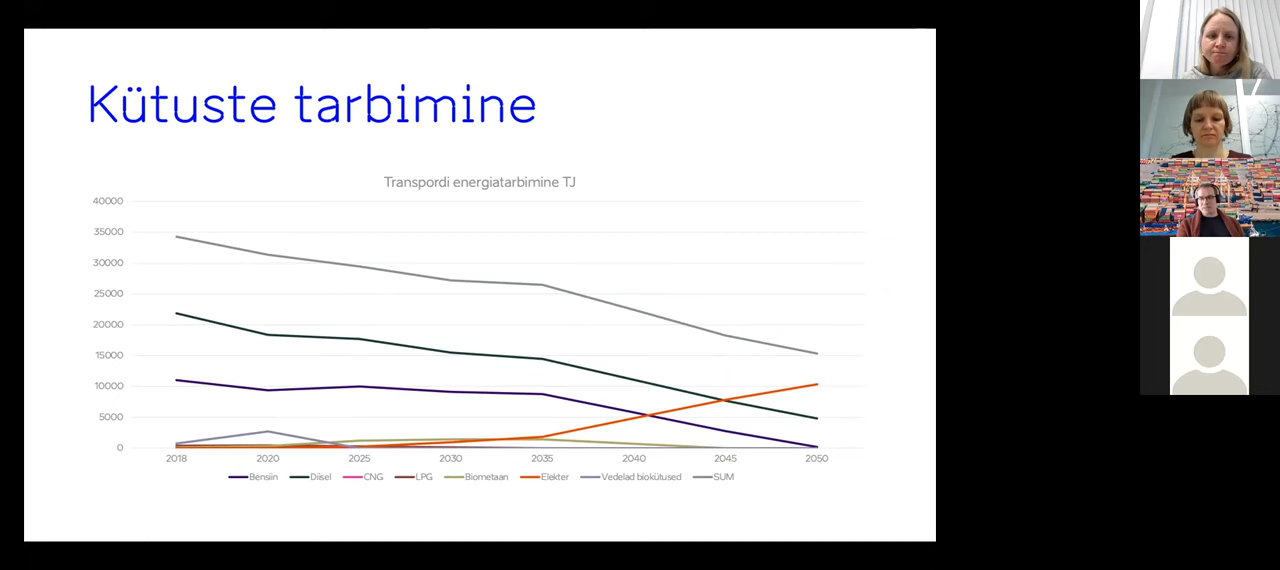 Kütuste tarbimine
Transpordi energiatarbimine TJ
40000
35000
30000
25000
20000
15000
10000
5000
0
2018 2020 2025 2030 2035 2040 2045 2050
Bensiin Diisel CNG LPG Biometaan Elekter Vedelad biokütused SUM